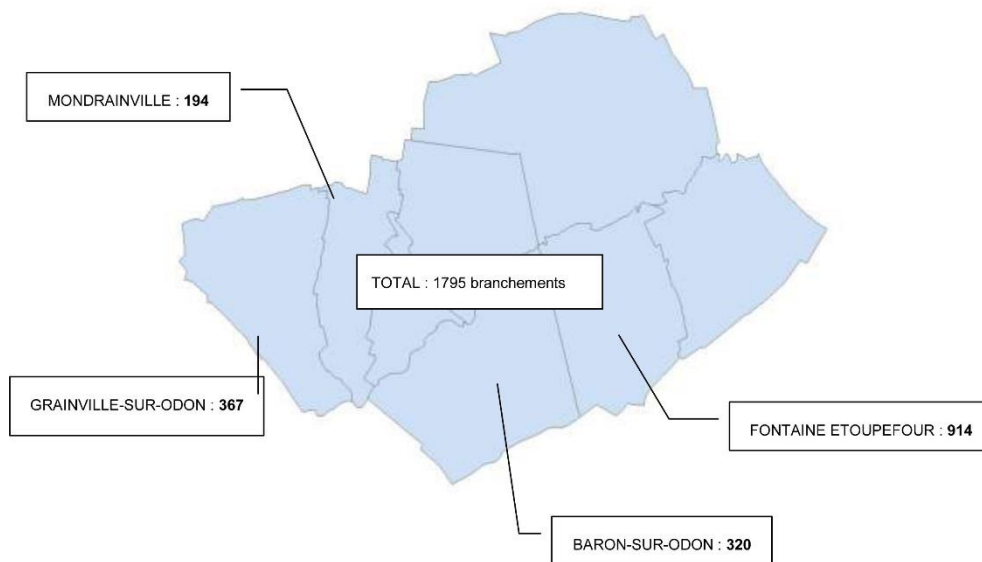 MONDRAINVILLE : 194
TOTAL : 1795 branchements
GRAINVILLE-SUR-ODON : 367
FONTAINE ETOUPEFOUR : 914
BARON-SUR-ODON : 320